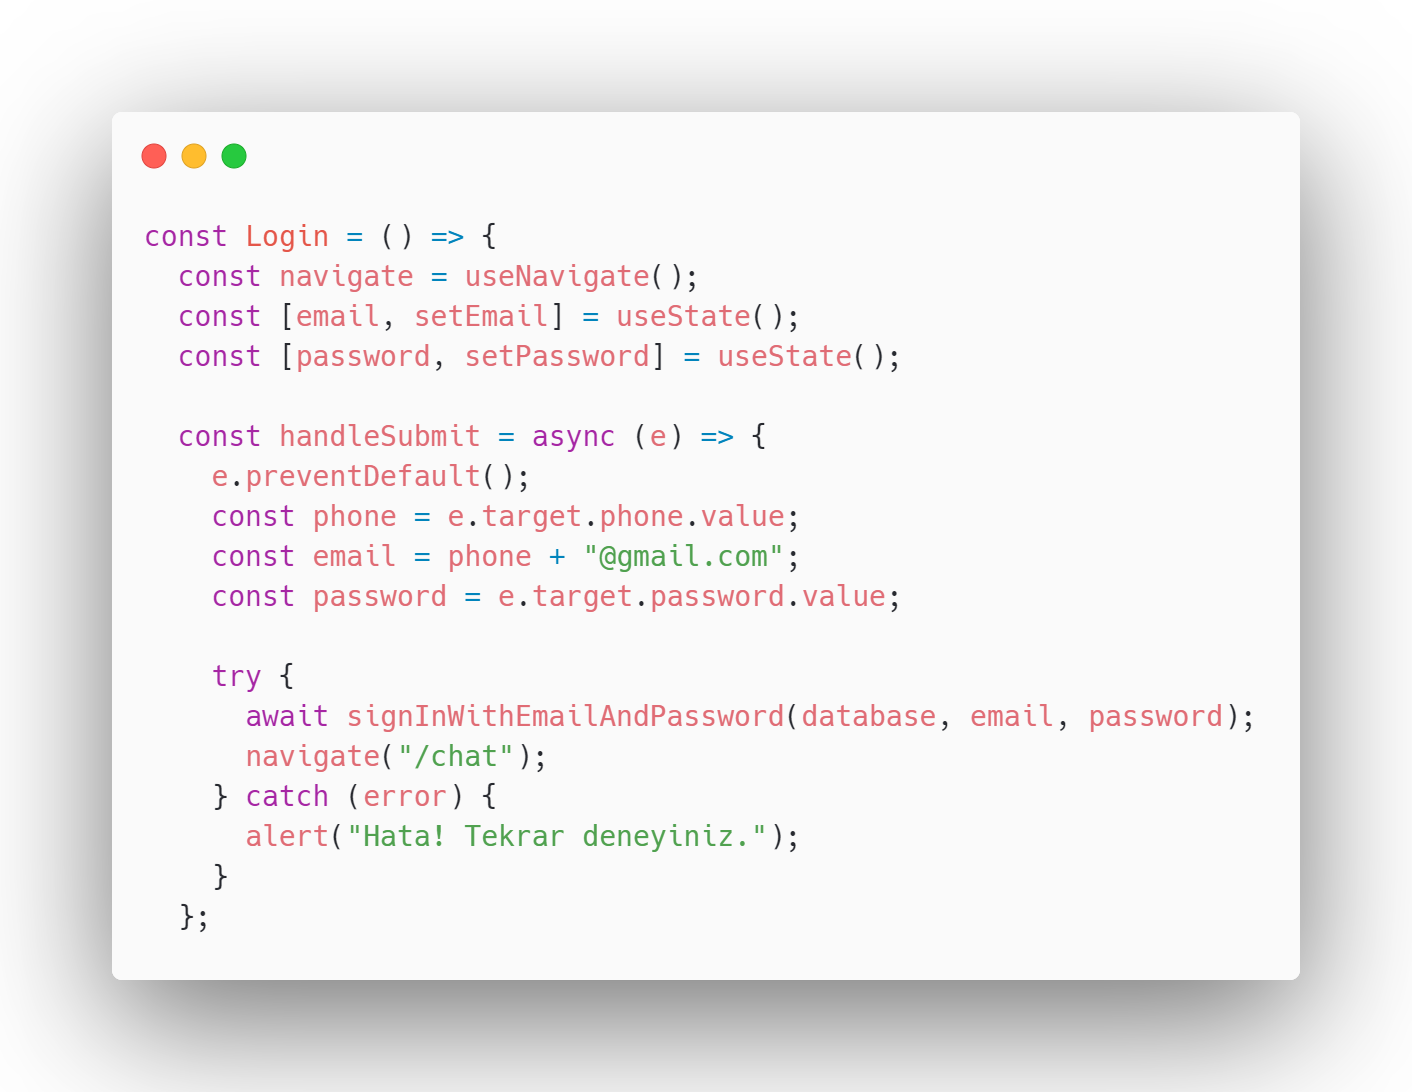 const Login = () => {
  const navigate = useNavigate();
  const [email, setEmail] = useState();
  const [password, setPassword] = useState();

  const handleSubmit = async (e) => {
    e.preventDefault();
    const phone = e.target.phone.value;
    const email = phone + "@gmail.com";
    const password = e.target.password.value;

    try {
      await signInWithEmailAndPassword(database, email, password);
      navigate("/chat");
    } catch (error) {
      alert("Hata! Tekrar deneyiniz.");
    }
  };